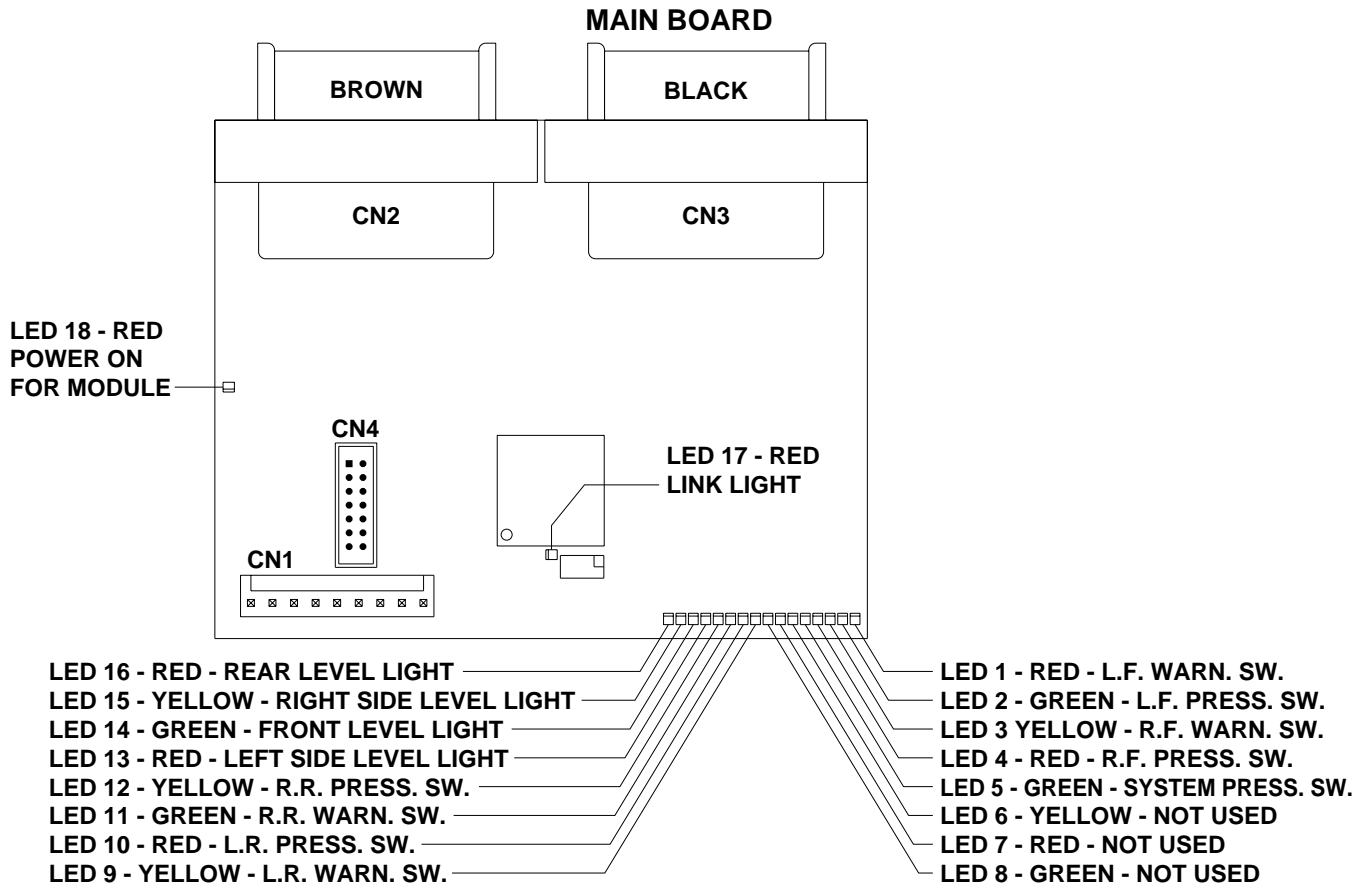 MAIN BOARD
BROWN
BLACK
CN2
CN3
LED 18 - RED
POWER ON
FOR MODULE
CN4
LED 17 - RED
LINK LIGHT
CN1
LED 16 - RED - REAR LEVEL LIGHT
LED 15 - YELLOW - RIGHT SIDE LEVEL LIGHT
LED 14 - GREEN - FRONT LEVEL LIGHT
LED 13 - RED - LEFT SIDE LEVEL LIGHT
LED 12 - YELLOW - R.R. PRESS. SW.
LED 11 - GREEN - R.R. WARN. SW.
LED 10 - RED - L.R. PRESS. SW.
LED 9 - YELLOW - L.R. WARN. SW.
LED 1 - RED - L.F. WARN. SW.
LED 2 - GREEN - L.F. PRESS. SW.
LED 3 YELLOW - R.F. WARN. SW.
LED 4 - RED - R.F. PRESS. SW.
LED 5 - GREEN - SYSTEM PRESS. SW.
LED 6 - YELLOW - NOT USED
LED 7 - RED - NOT USED
LED 8 - GREEN - NOT USED